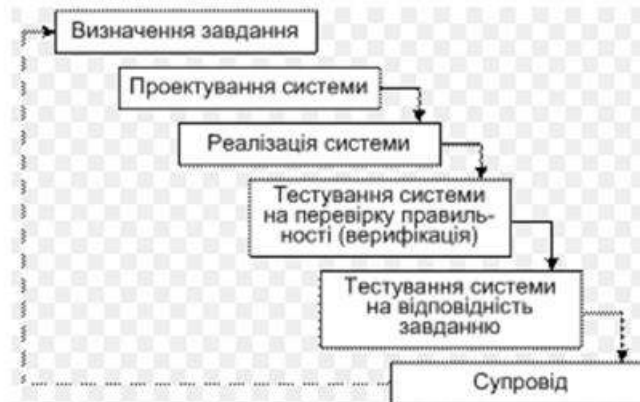 Визначення завдання
Проектування системи
Реалізація системи
Тестування системи
на перевірку правиль-
ності (верифікація)
Тестування системи
на відповідність
завданню
Супровід